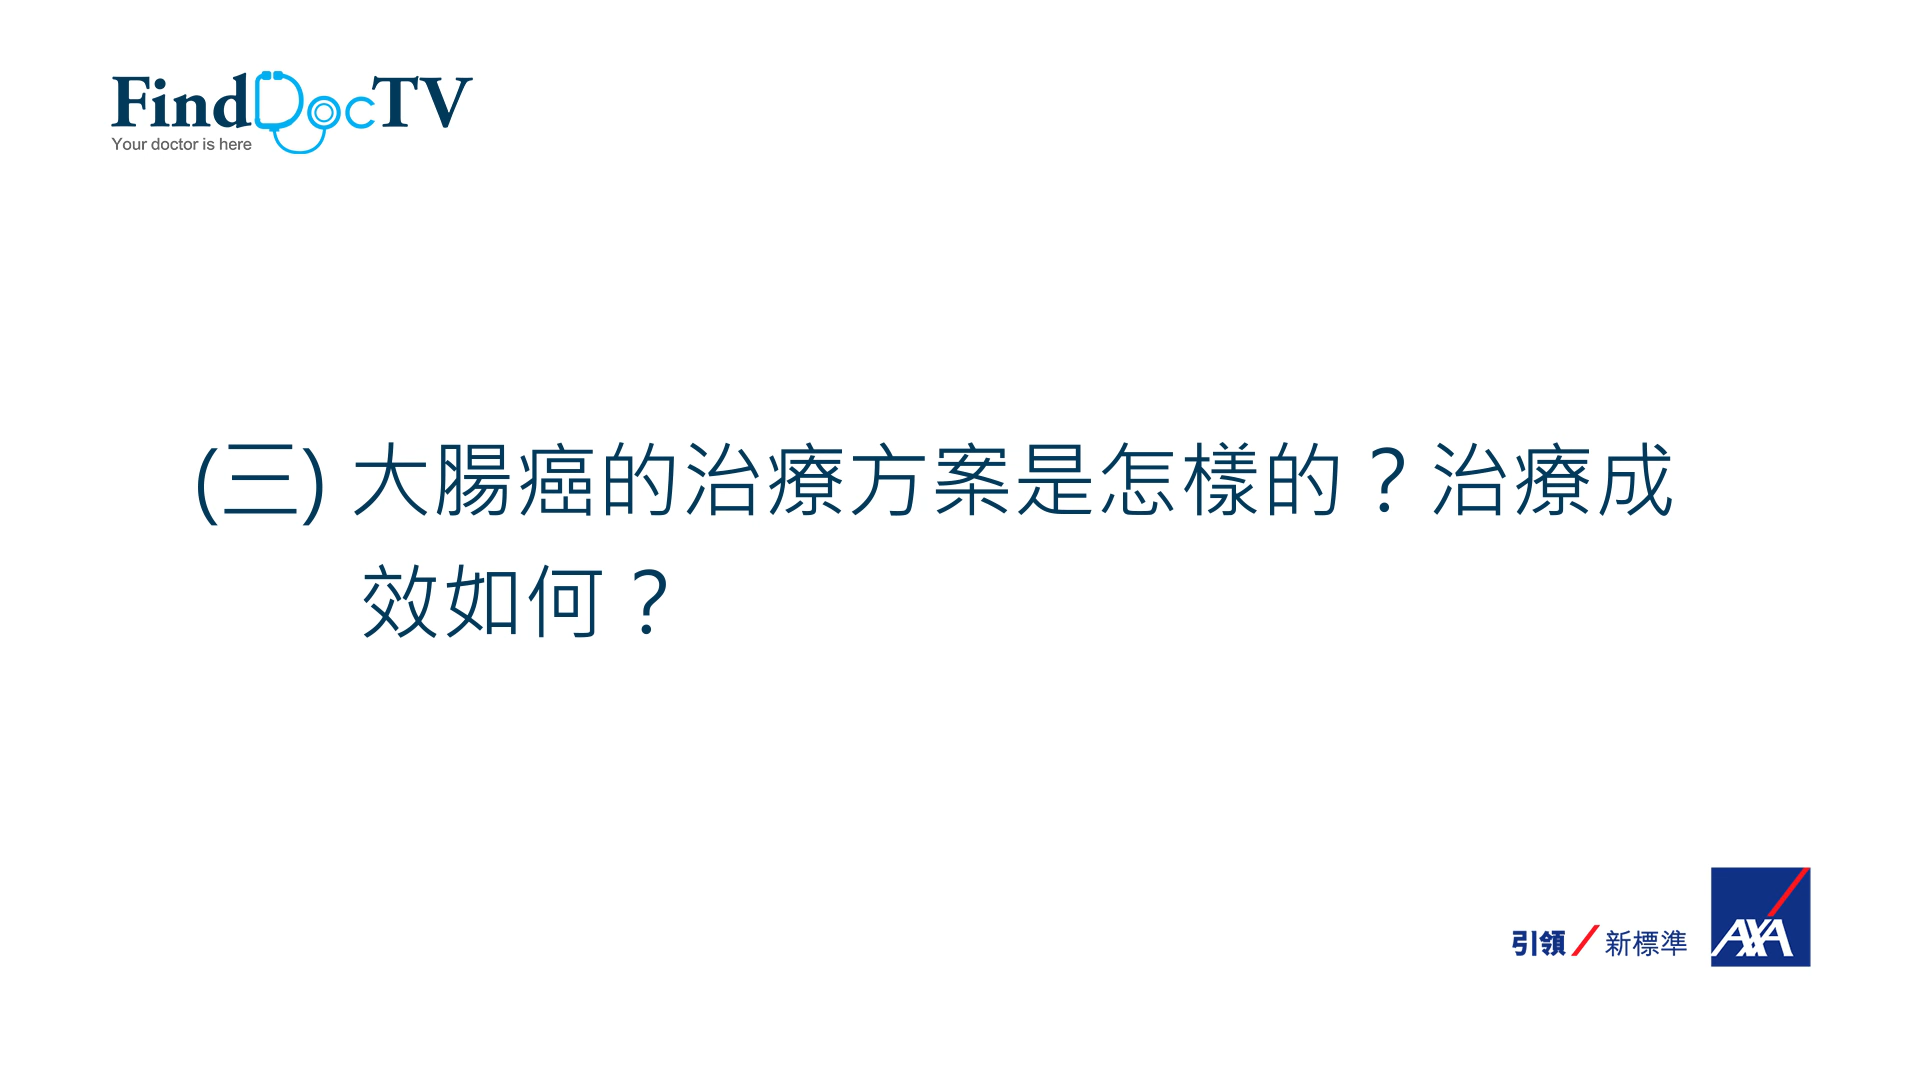 FindDocTV
Your doctor is here
(三) 大腸癌的治療方案是怎樣的？治療成
效如何？
引領／新標準
AXA